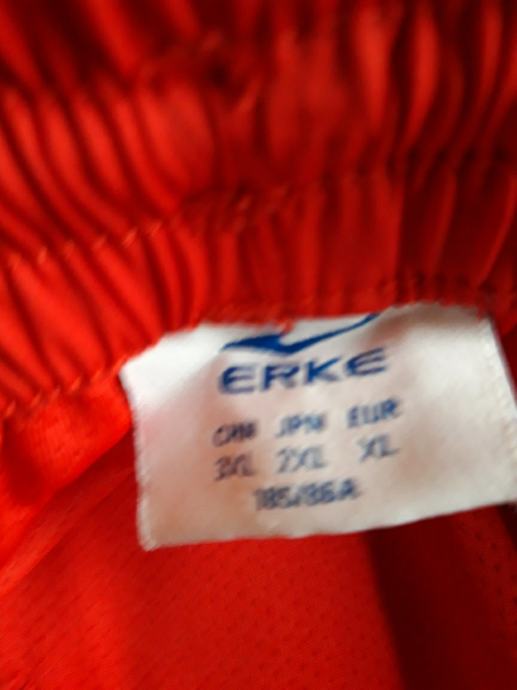 ERKE
CHN JPN EUR
3XL 2XL XL
185/86A